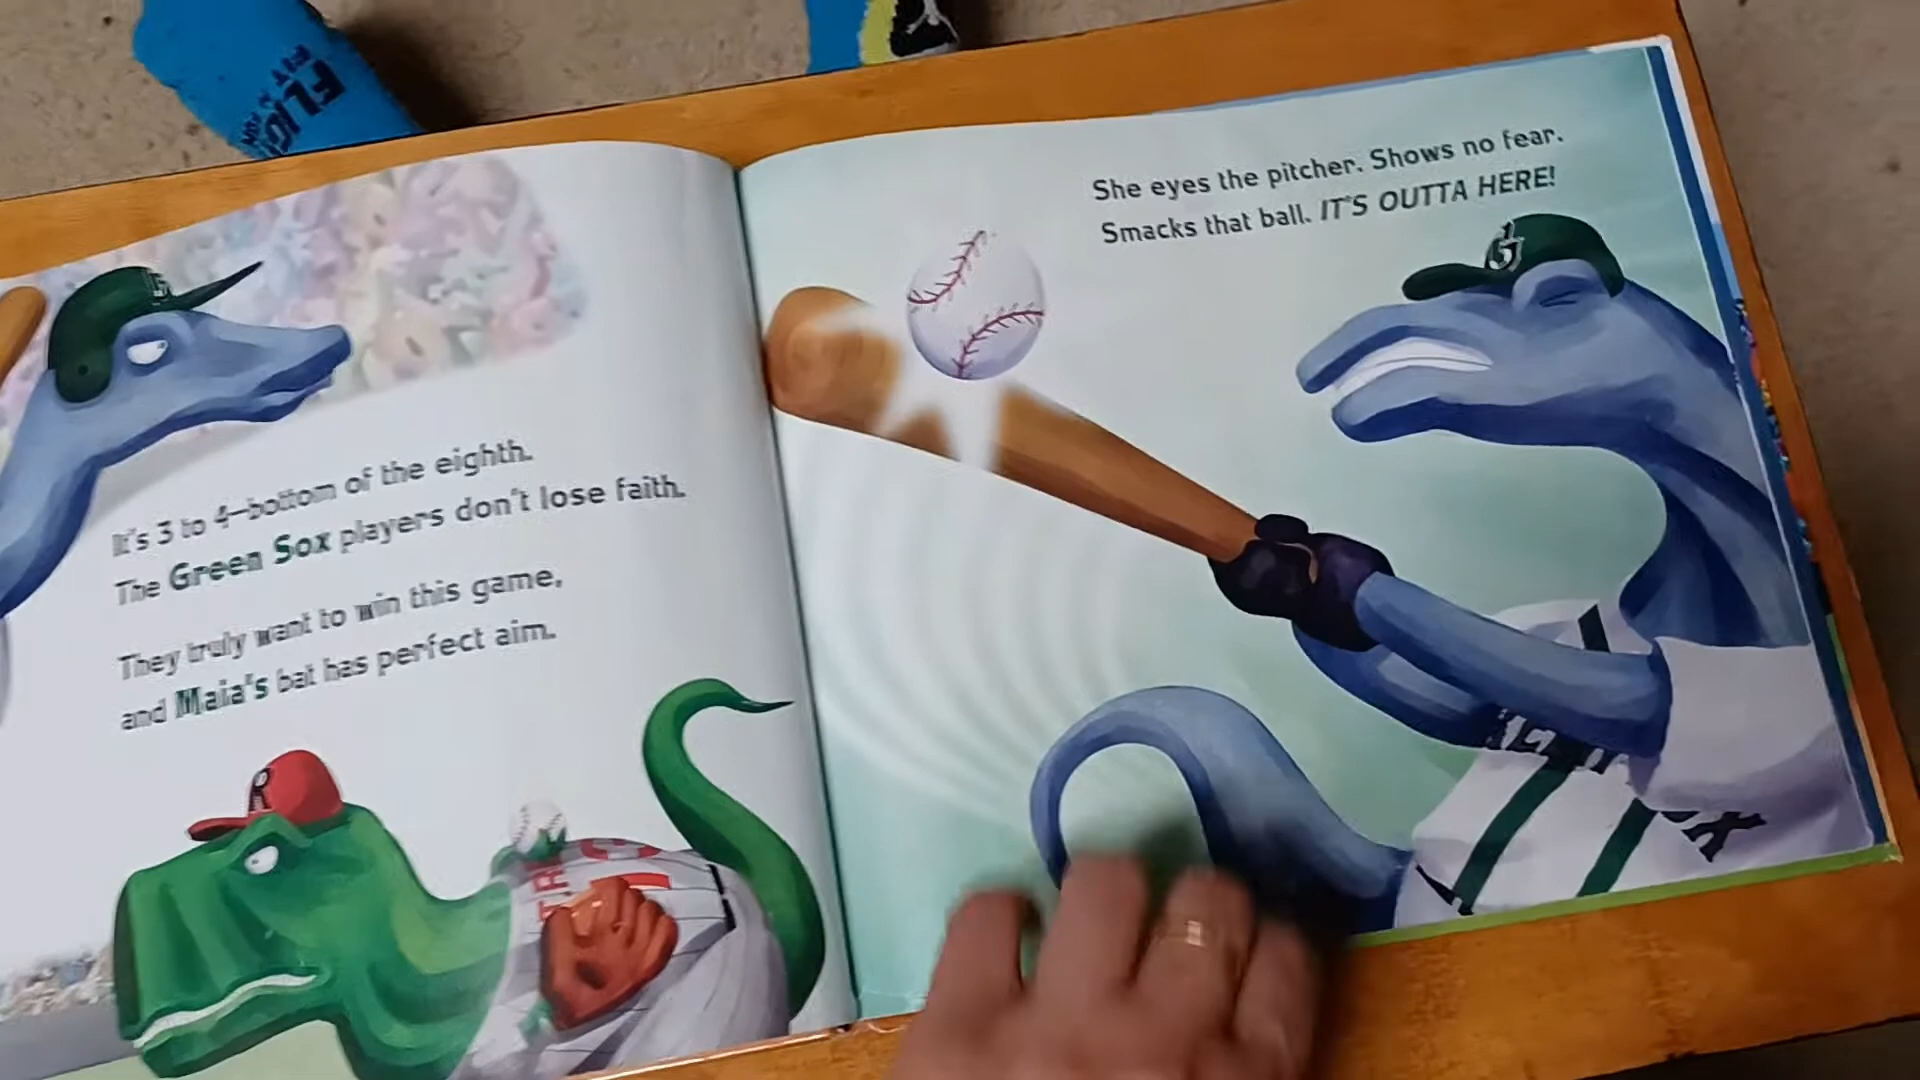 It's 3 to 4—bottom of the eighth.
The Green Sox players don't lose faith.
They truly want to win this game,
and Maia's bat has perfect aim.
She eyes the pitcher. Shows no fear.
Smacks that ball. IT'S OUTTA HERE!
R